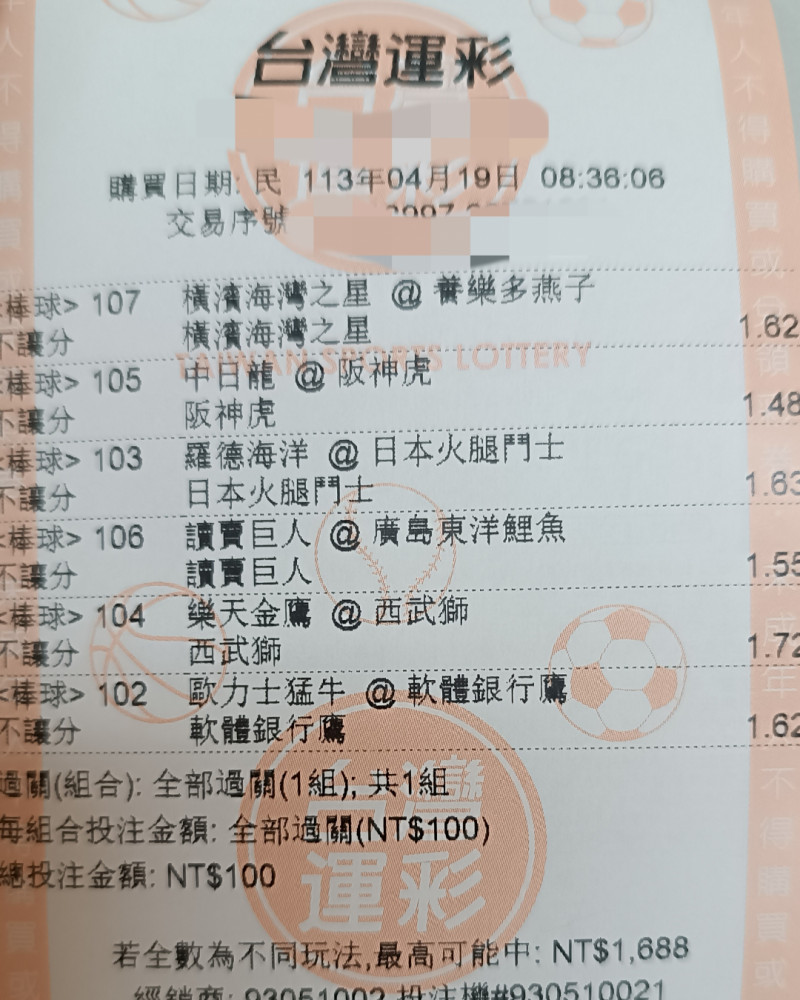 台灣運彩
購買日期: 民 113年04月19日 08:36:06
交易序號
棒球> 107 橫濱海灣之星 @ 養樂多燕子
不讓分 橫濱海灣之星 1.62
TAIWAN SPORTS LOTTERY
<棒球> 105 中日龍 @ 阪神虎
不讓分 阪神虎 1.48
<棒球> 103 羅德海洋 @ 日本火腿鬥士
不讓分 日本火腿鬥士 1.63
<棒球> 106 讀賣巨人 @ 廣島東洋鯉魚
不讓分 讀賣巨人 1.55
<棒球> 104 樂天金鷹 @ 西武獅
不讓分 西武獅 1.72
<棒球> 102 歐力士猛牛 @ 軟體銀行鷹
不讓分 軟體銀行鷹 1.62
過關(組合): 全部過關(1組); 共1組
每組合投注金額: 全部過關(NT$100)
總投注金額: NT$100
台灣運彩
若全數為不同玩法,最高可能中: NT$1,688
經銷商: 93051002 投注機#930510021